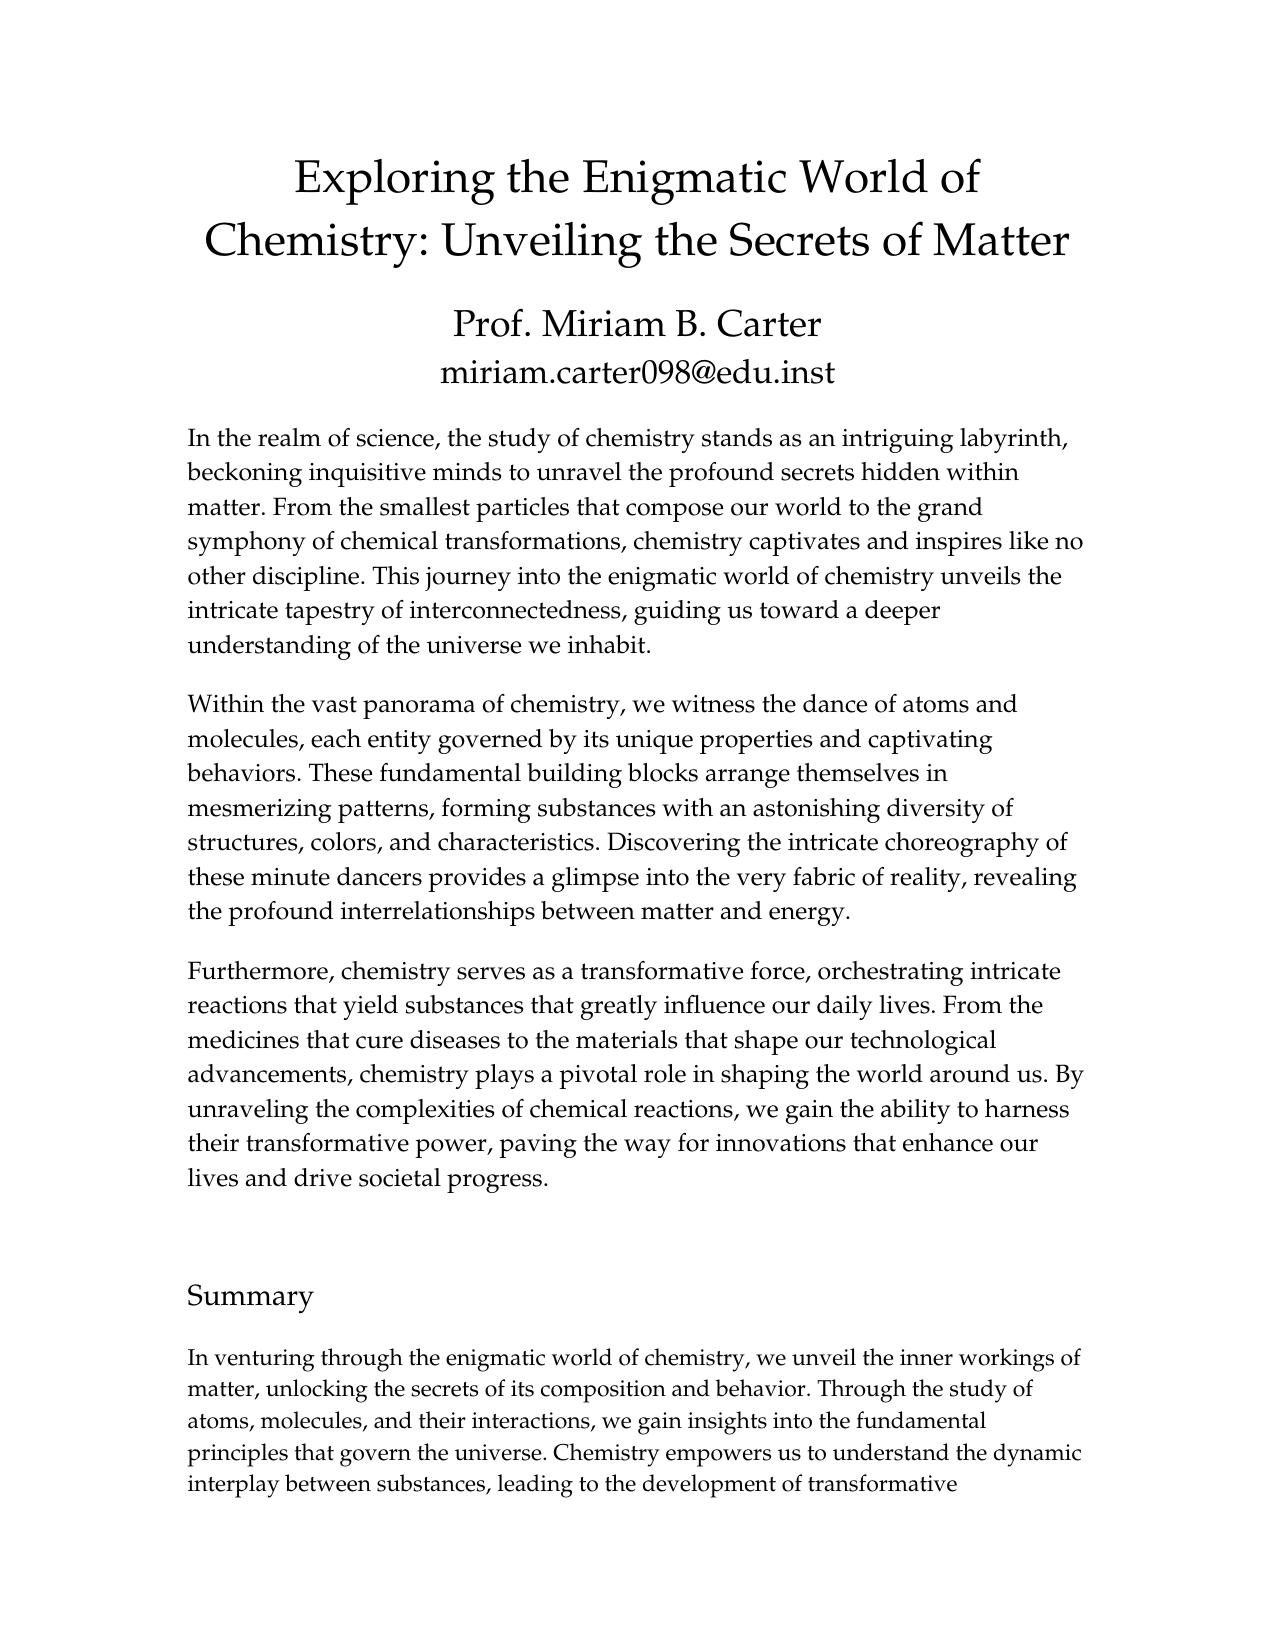 Exploring the Enigmatic World of
Chemistry: Unveiling the Secrets of Matter
Prof. Miriam B. Carter
miriam.carter098@edu.inst
In the realm of science, the study of chemistry stands as an intriguing labyrinth,
beckoning inquisitive minds to unravel the profound secrets hidden within
matter. From the smallest particles that compose our world to the grand
symphony of chemical transformations, chemistry captivates and inspires like no
other discipline. This journey into the enigmatic world of chemistry unveils the
intricate tapestry of interconnectedness, guiding us toward a deeper
understanding of the universe we inhabit.
Within the vast panorama of chemistry, we witness the dance of atoms and
molecules, each entity governed by its unique properties and captivating
behaviors. These fundamental building blocks arrange themselves in
mesmerizing patterns, forming substances with an astonishing diversity of
structures, colors, and characteristics. Discovering the intricate choreography of
these minute dancers provides a glimpse into the very fabric of reality, revealing
the profound interrelationships between matter and energy.
Furthermore, chemistry serves as a transformative force, orchestrating intricate
reactions that yield substances that greatly influence our daily lives. From the
medicines that cure diseases to the materials that shape our technological
advancements, chemistry plays a pivotal role in shaping the world around us. By
unraveling the complexities of chemical reactions, we gain the ability to harness
their transformative power, paving the way for innovations that enhance our
lives and drive societal progress.
Summary
In venturing through the enigmatic world of chemistry, we unveil the inner workings of
matter, unlocking the secrets of its composition and behavior. Through the study of
atoms, molecules, and their interactions, we gain insights into the fundamental
principles that govern the universe. Chemistry empowers us to understand the dynamic
interplay between substances, leading to the development of transformative